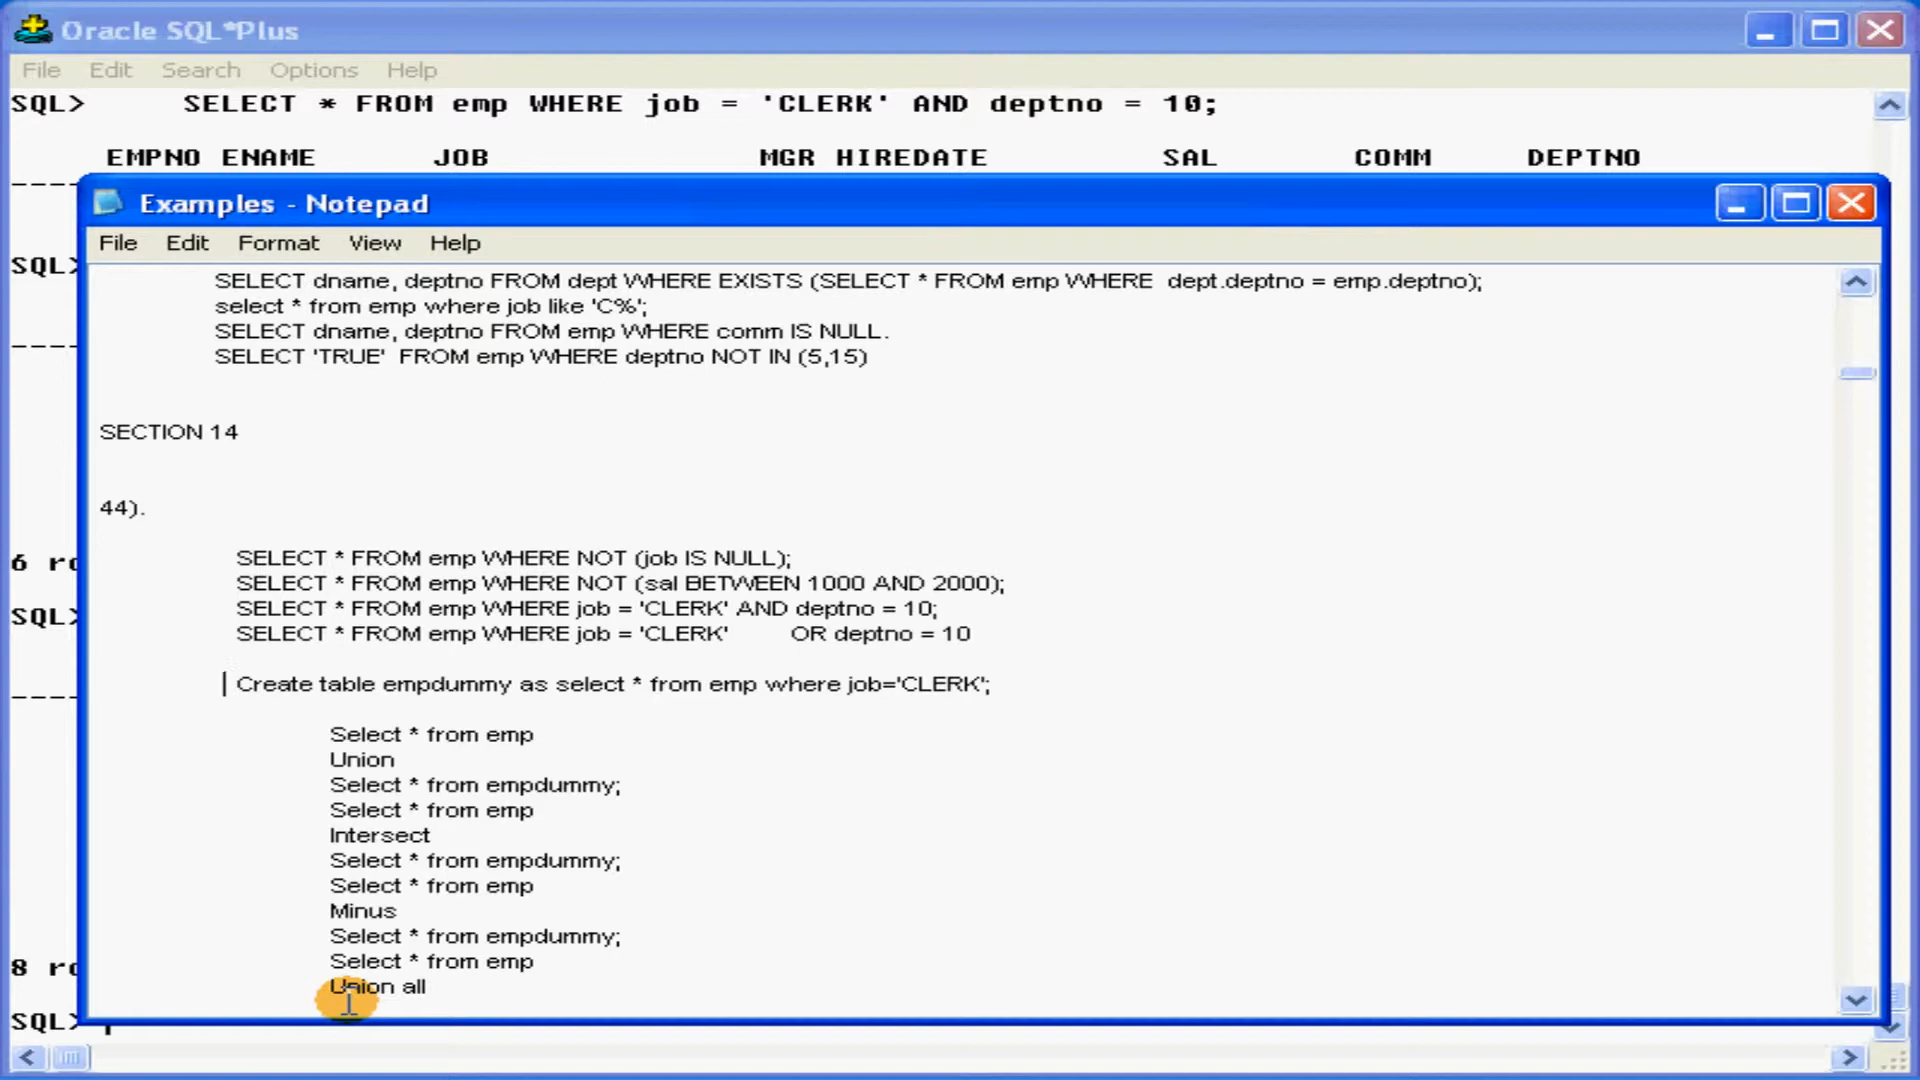 Oracle SQL*Plus
File Edit Search Options Help
SQL> SELECT * FROM emp WHERE job = 'CLERK' AND deptno = 10;
EMPNO ENAME JOB MGR HIREDATE SAL COMM DEPTNO
----
Examples - Notepad
File Edit Format View Help
SQL>
SELECT dname, deptno FROM dept WHERE EXISTS (SELECT * FROM emp WHERE dept.deptno = emp.deptno);
select * from emp where job like 'C%';
SELECT dname, deptno FROM emp WHERE comm IS NULL.
----
SELECT 'TRUE' FROM emp WHERE deptno NOT IN (5,15)
SECTION 14
44).
6 ro
SELECT * FROM emp WHERE NOT (job IS NULL);
SELECT * FROM emp WHERE NOT (sal BETWEEN 1000 AND 2000);
SQL>
SELECT * FROM emp WHERE job = 'CLERK' AND deptno = 10;
SELECT * FROM emp WHERE job = 'CLERK' OR deptno = 10
----
Create table empdummy as select * from emp where job='CLERK';
Select * from emp
Union
Select * from empdummy;
Select * from emp
Intersect
Select * from empdummy;
Select * from emp
Minus
Select * from empdummy;
8 ro
Select * from emp
Union all
SQL>